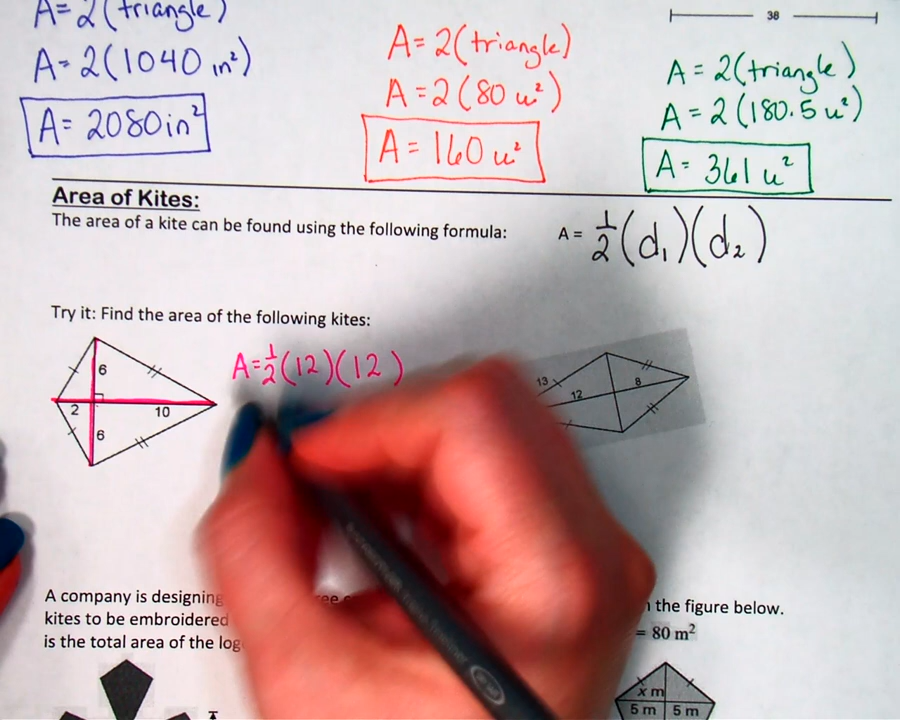 A = 2(triangle)
A = 2(1040 in²)
A = 2080 in²
A = 2(triangle)
A = 2(80 u²)
A = 160 u²
38
A = 2(triangle)
A = 2(180.5 u²)
A = 361 u²
Area of Kites:
The area of a kite can be found using the following formula: A = 1/2 (d₁)(d₂)
Try it: Find the area of the following kites:
6
2 10
6
A = 1/2 (12)(12)
13
12 8
A company is designing
kites to be embroidered
is the total area of the log
the figure below.
= 80 m²
x m
5 m 5 m